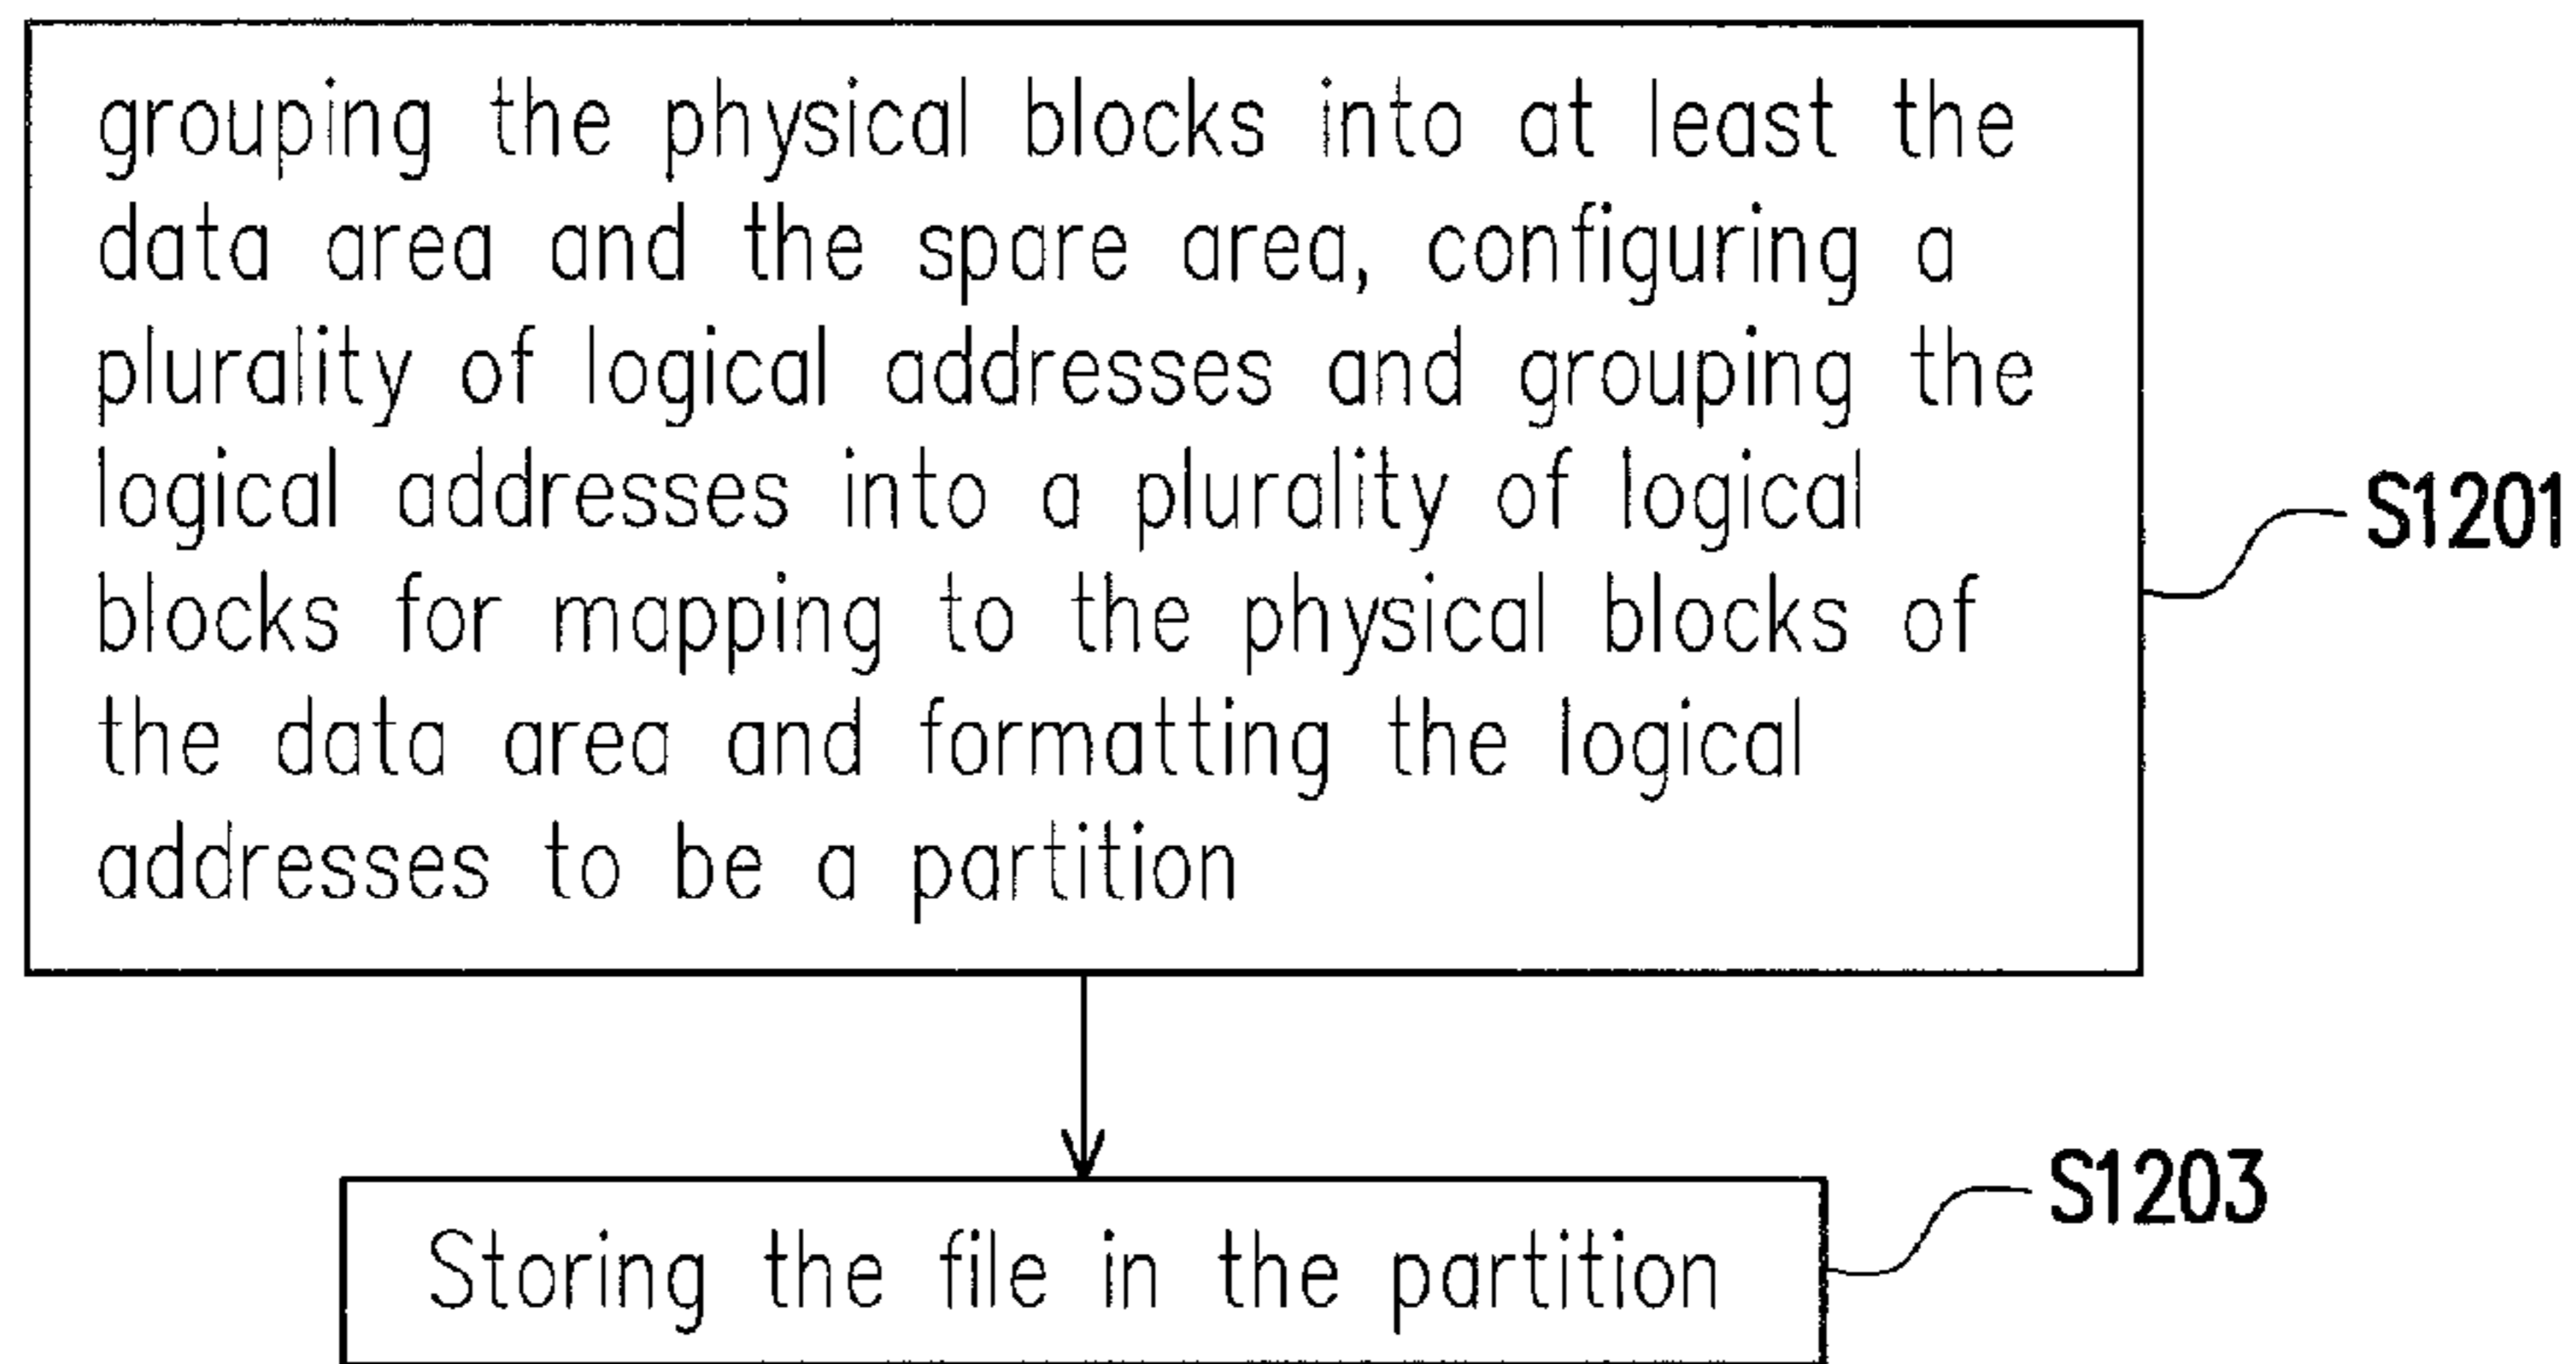 grouping the physical blocks into at least the
data area and the spare area, configuring a
plurality of logical addresses and grouping the
logical addresses into a plurality of logical
blocks for mapping to the physical blocks of
the data area and formatting the logical
addresses to be a partition
S1201
Storing the file in the partition
S1203